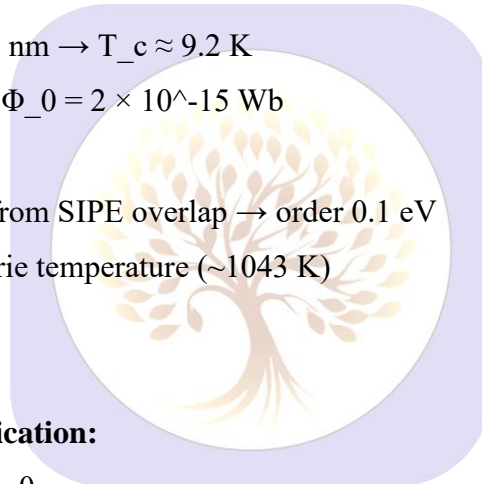 nm → T_c ≈ 9.2 K
Φ_0 = 2 × 10^-15 Wb
from SIPE overlap → order 0.1 eV
rie temperature (~1043 K)
ication:
0